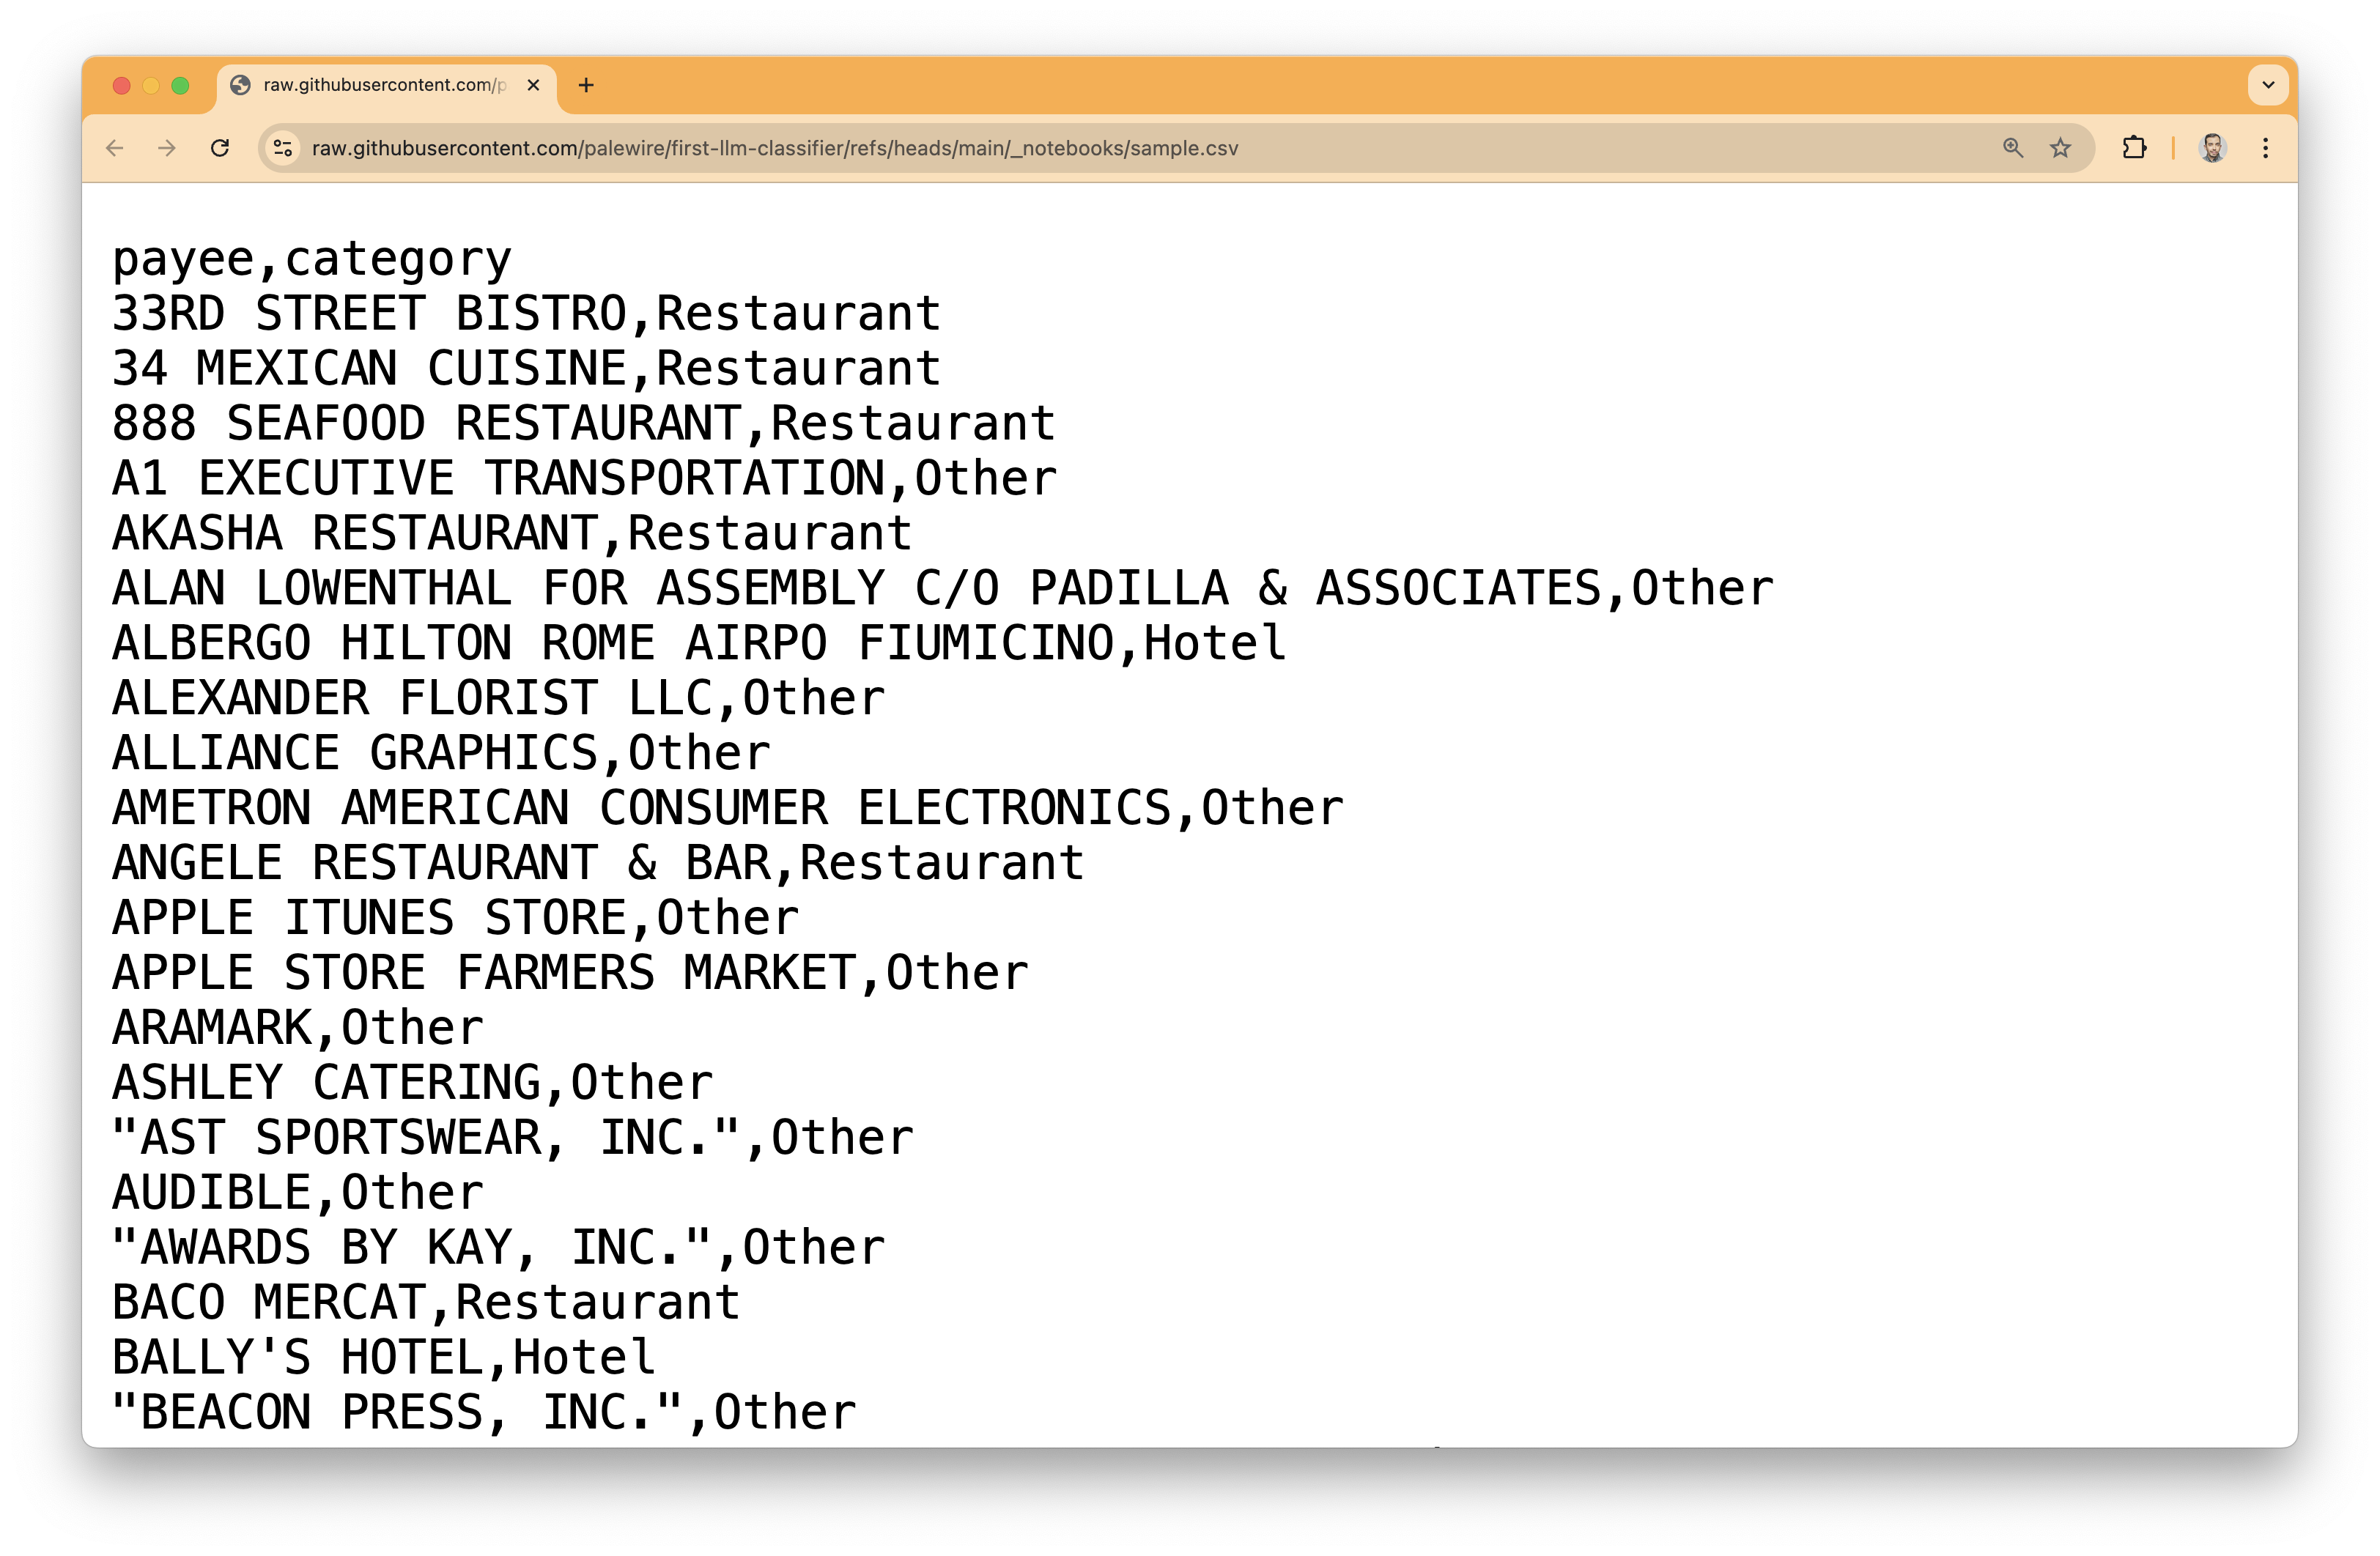 raw.githubusercontent.com/p
raw.githubusercontent.com/palewire/first-llm-classifier/refs/heads/main/_notebooks/sample.csv
payee,category
33RD STREET BISTRO,Restaurant
34 MEXICAN CUISINE,Restaurant
888 SEAFOOD RESTAURANT,Restaurant
A1 EXECUTIVE TRANSPORTATION,Other
AKASHA RESTAURANT,Restaurant
ALAN LOWENTHAL FOR ASSEMBLY C/O PADILLA & ASSOCIATES,Other
ALBERGO HILTON ROME AIRPO FIUMICINO,Hotel
ALEXANDER FLORIST LLC,Other
ALLIANCE GRAPHICS,Other
AMETRON AMERICAN CONSUMER ELECTRONICS,Other
ANGELE RESTAURANT & BAR,Restaurant
APPLE ITUNES STORE,Other
APPLE STORE FARMERS MARKET,Other
ARAMARK,Other
ASHLEY CATERING,Other
"AST SPORTSWEAR, INC.",Other
AUDIBLE,Other
"AWARDS BY KAY, INC.",Other
BACO MERCAT,Restaurant
BALLY'S HOTEL,Hotel
"BEACON PRESS, INC.",Other